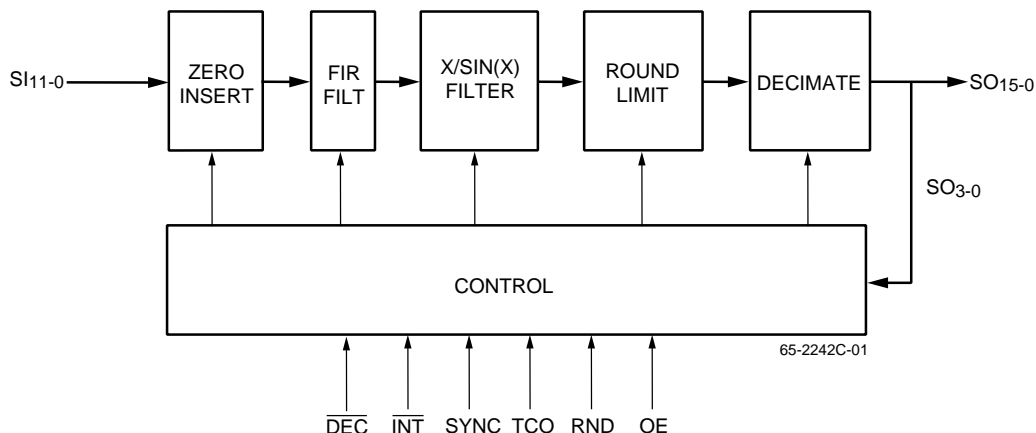 SI11-0
ZERO
INSERT
FIR
FILT
X/SIN(X)
FILTER
ROUND
LIMIT
DECIMATE
SO15-0
SO3-0
CONTROL
65-2242C-01
DEC INT SYNC TCO RND OE